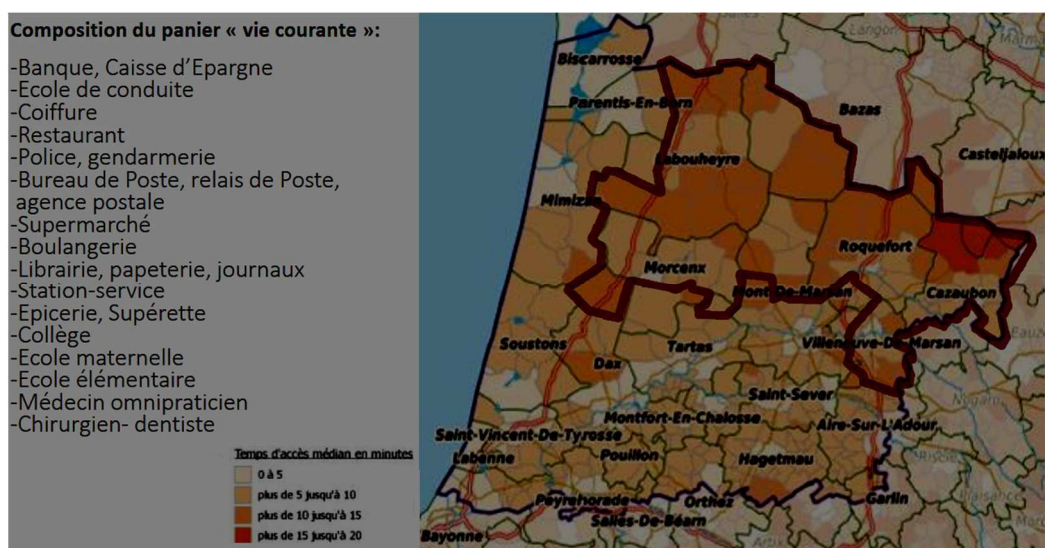 Composition du panier « vie courante »:
-Banque, Caisse d'Epargne
-Ecole de conduite
-Coiffure
-Restaurant
-Police, gendarmerie
-Bureau de Poste, relais de Poste,
agence postale
-Supermarché
-Boulangerie
-Librairie, papeterie, journaux
-Station-service
-Epicerie, Supérette
-Collège
-Ecole maternelle
-Ecole élémentaire
-Médecin omnipraticien
-Chirurgien- dentiste
Temps d'accès médian en minutes
0 à 5
plus de 5 jusqu'à 10
plus de 10 jusqu'à 15
plus de 15 jusqu'à 20
Langon
Biscarrosse
Parentis-En-Born
Bazas
Labouheyre
Casteljaloux
Mimizan
Roquefort
Morcenx
Mont-De-Marsan
Cazaubon
Soustons
Tartas
Villeneuve-De-Marsan
Dax
Saint-Sever
Nogaro
Montfort-En-Chalosse
Aire-Sur-L'Adour
Saint-Vincent-De-Tyrosse
Labenne
Pouillon
Hagetmau
Riscle
Plaisance
Peyrehorade
Orthez
Garlin
Salies-De-Béarn
Bayonne
Artix